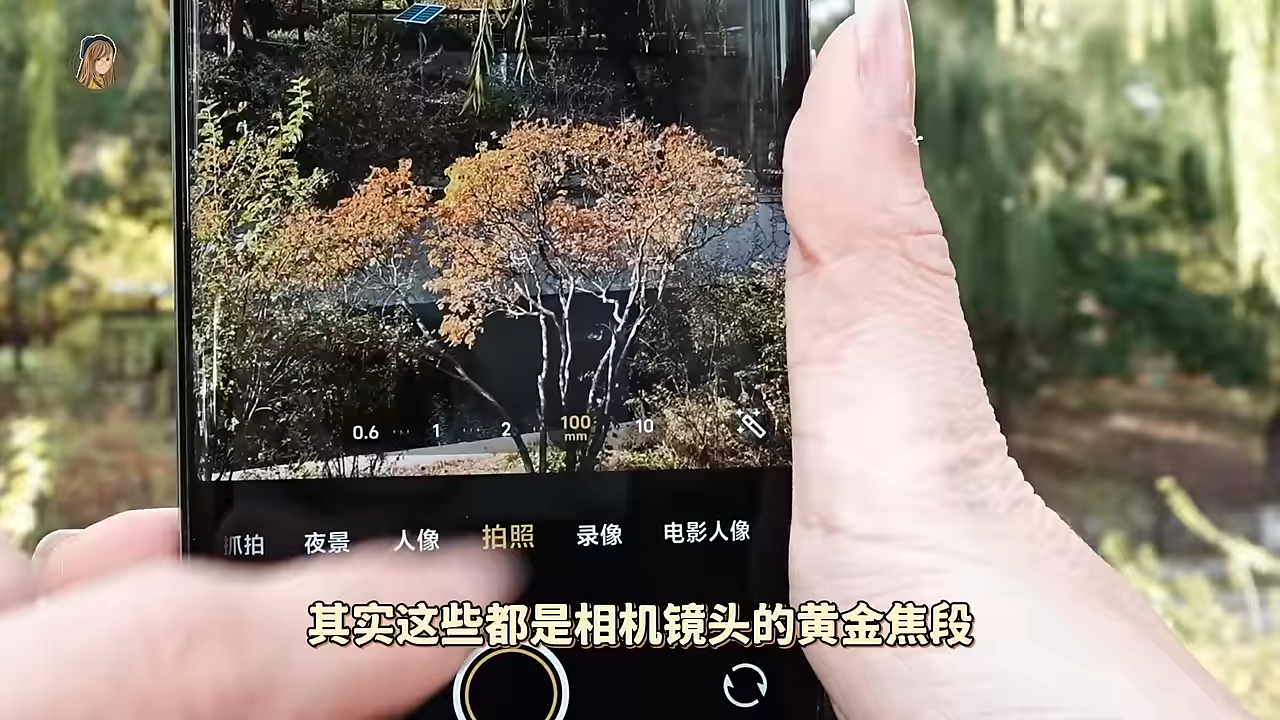 0.6 1 2 100 10
mm
抓拍 夜景 人像 拍照 录像 电影人像
其实这些都是相机镜头的黄金焦段